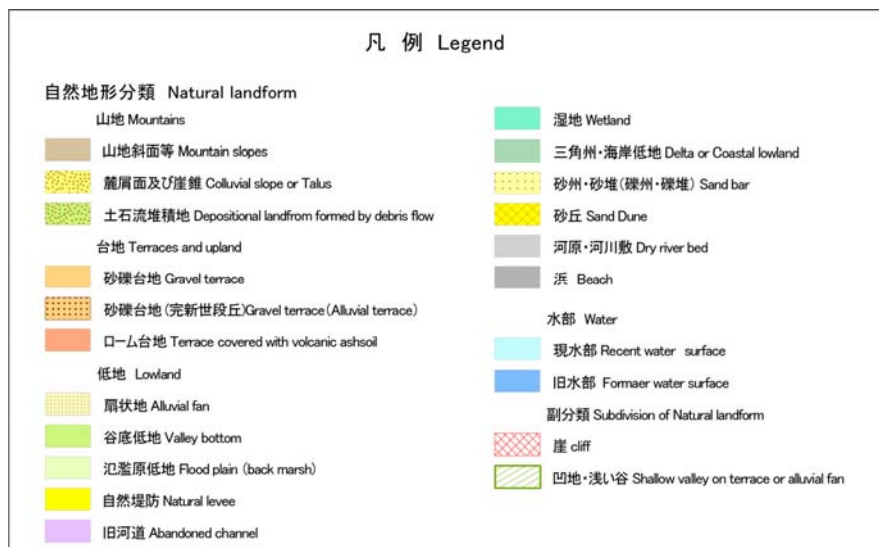 凡 例 Legend
自然地形分類 Natural landform
山地 Mountains
山地斜面等 Mountain slopes
麓屑面及び崖錐 Colluvial slope or Talus
土石流堆積地 Depositional landfrom formed by debris flow
台地 Terraces and upland
砂礫台地 Gravel terrace
砂礫台地(完新世段丘)Gravel terrace(Alluvial terrace)
ローム台地 Terrace covered with volcanic ashsoil
低地 Lowland
扇状地 Alluvial fan
谷底低地 Valley bottom
氾濫原低地 Flood plain (back marsh)
自然堤防 Natural levee
旧河道 Abandoned channel
湿地 Wetland
三角州・海岸低地 Delta or Coastal lowland
砂州・砂堆(礫州・礫堆) Sand bar
砂丘 Sand Dune
河原・河川敷 Dry river bed
浜 Beach
水部 Water
現水部 Recent water surface
旧水部 Formaer water surface
副分類 Subdivision of Natural landform
崖 cliff
凹地・浅い谷 Shallow valley on terrace or alluvial fan